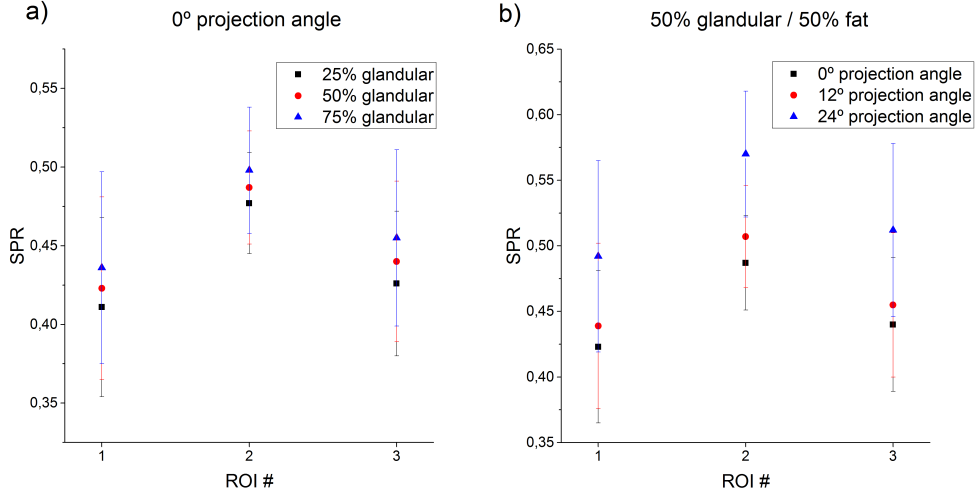 a)
0º projection angle
25% glandular
50% glandular
75% glandular
0,55
0,50
0,45
0,40
0,35
SPR
1 2 3
ROI #
b)
50% glandular / 50% fat
0º projection angle
12º projection angle
24º projection angle
0,65
0,60
0,55
0,50
0,45
0,40
0,35
SPR
1 2 3
ROI #